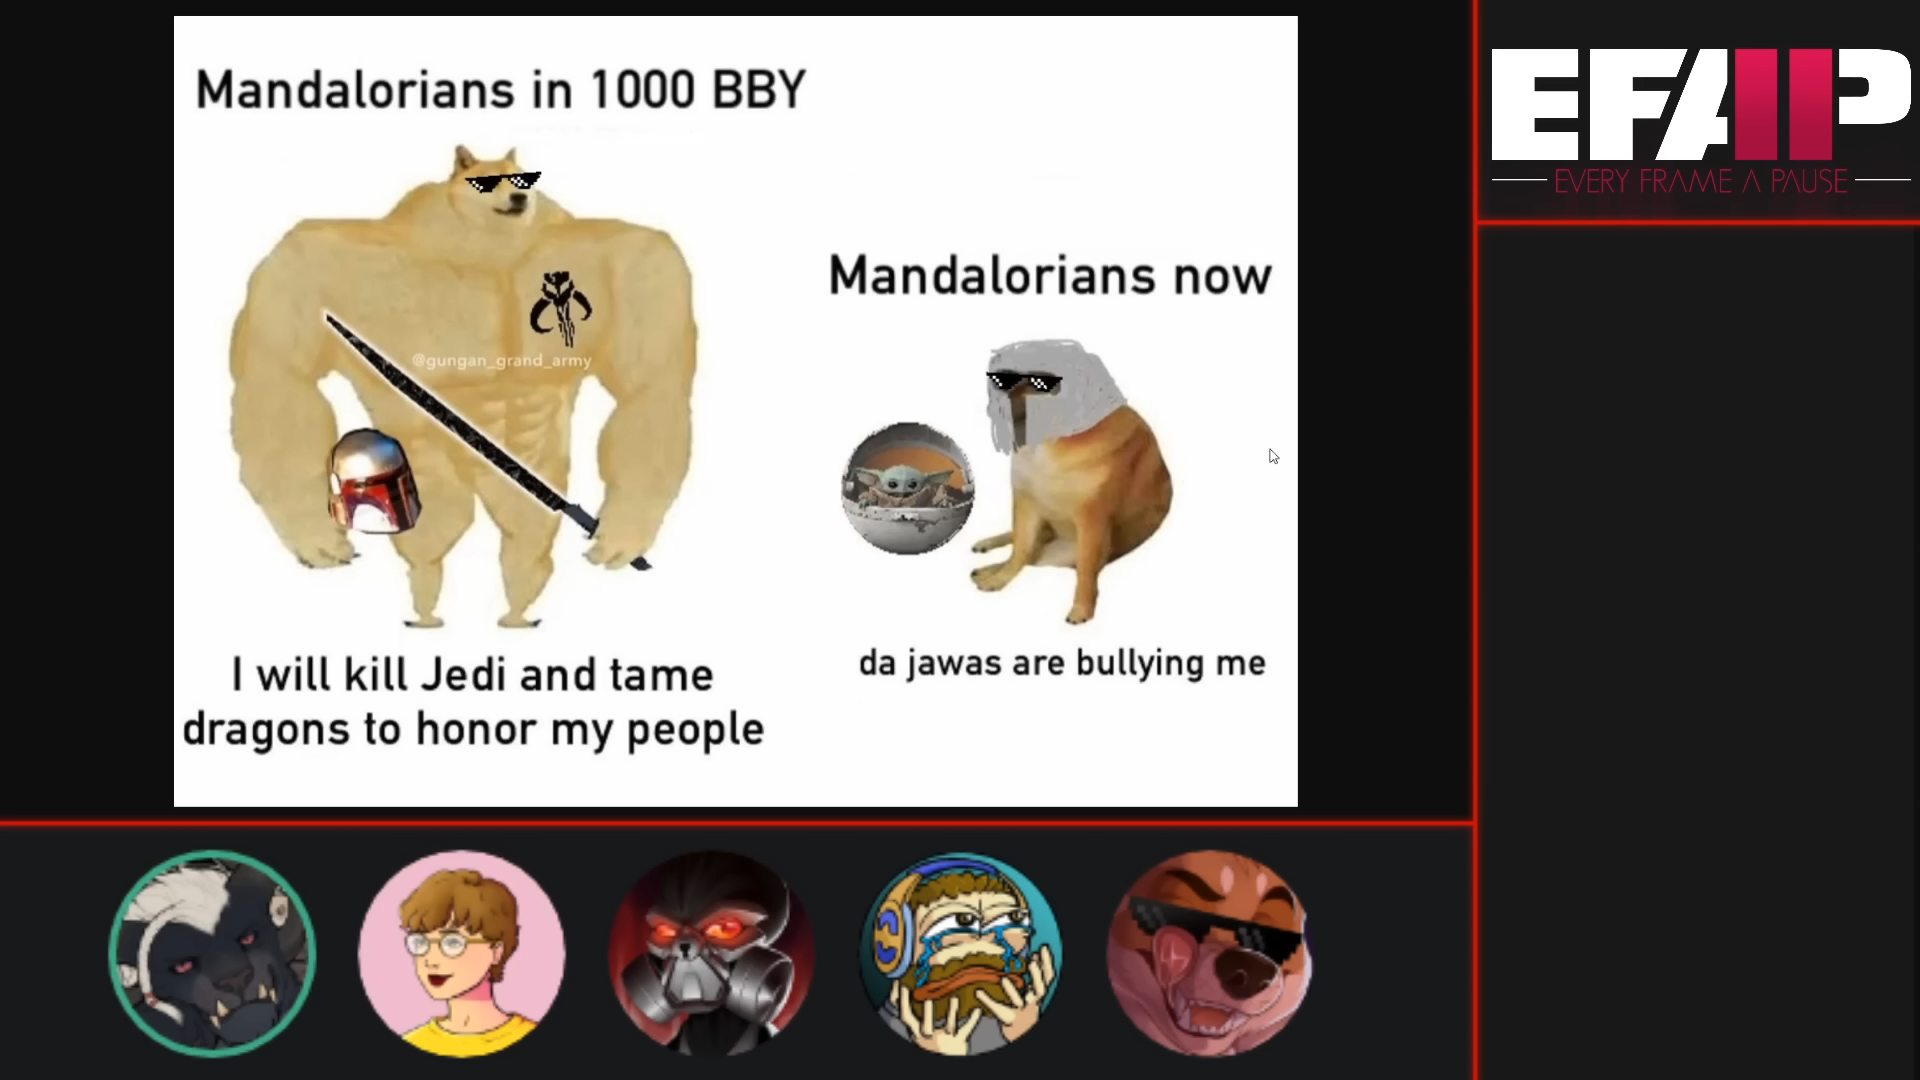 Mandalorians in 1000 BBY
@gungan_grand_army
I will kill Jedi and tame
dragons to honor my people
Mandalorians now
da jawas are bullying me
EFAP
EVERY FRAME A PAUSE